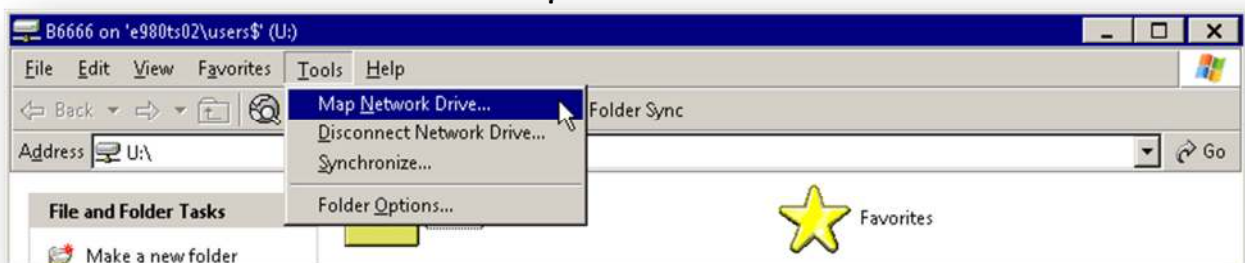 B6666 on 'e980ts02\users$' (U:)
File Edit View Favorites Tools Help
Back Folder Sync
Map Network Drive...
Disconnect Network Drive...
Synchronize...
Folder Options...
Address U:\ Go
File and Folder Tasks
Make a new folder
Favorites